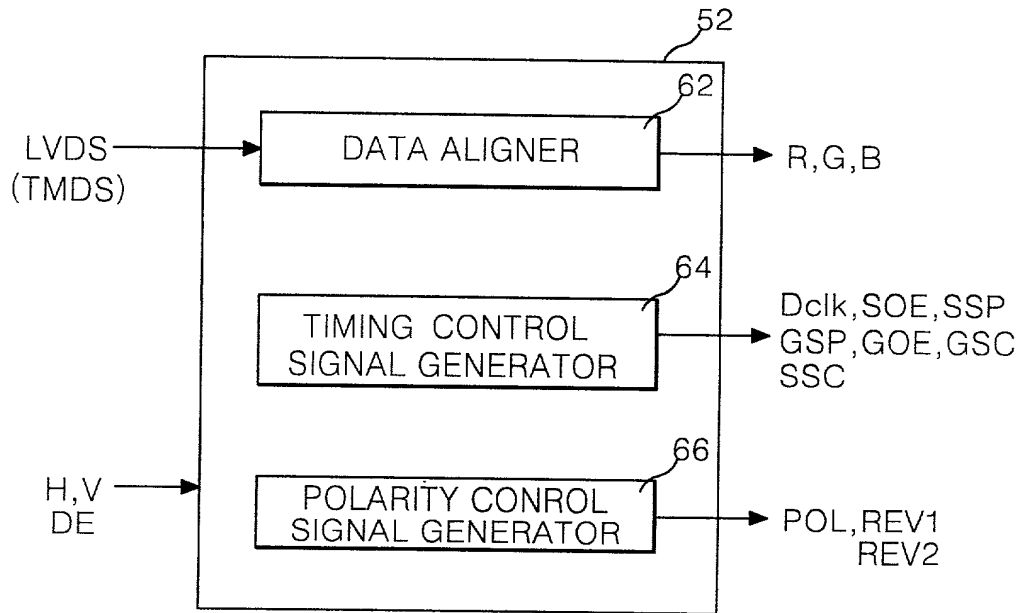 52
62
LVDS
(TMDS)
DATA ALIGNER
R,G,B
64
TIMING CONTROL
SIGNAL GENERATOR
Dclk,SOE,SSP
GSP,GOE,GSC
SSC
66
H,V
DE
POLARITY CONROL
SIGNAL GENERATOR
POL,REV1
REV2